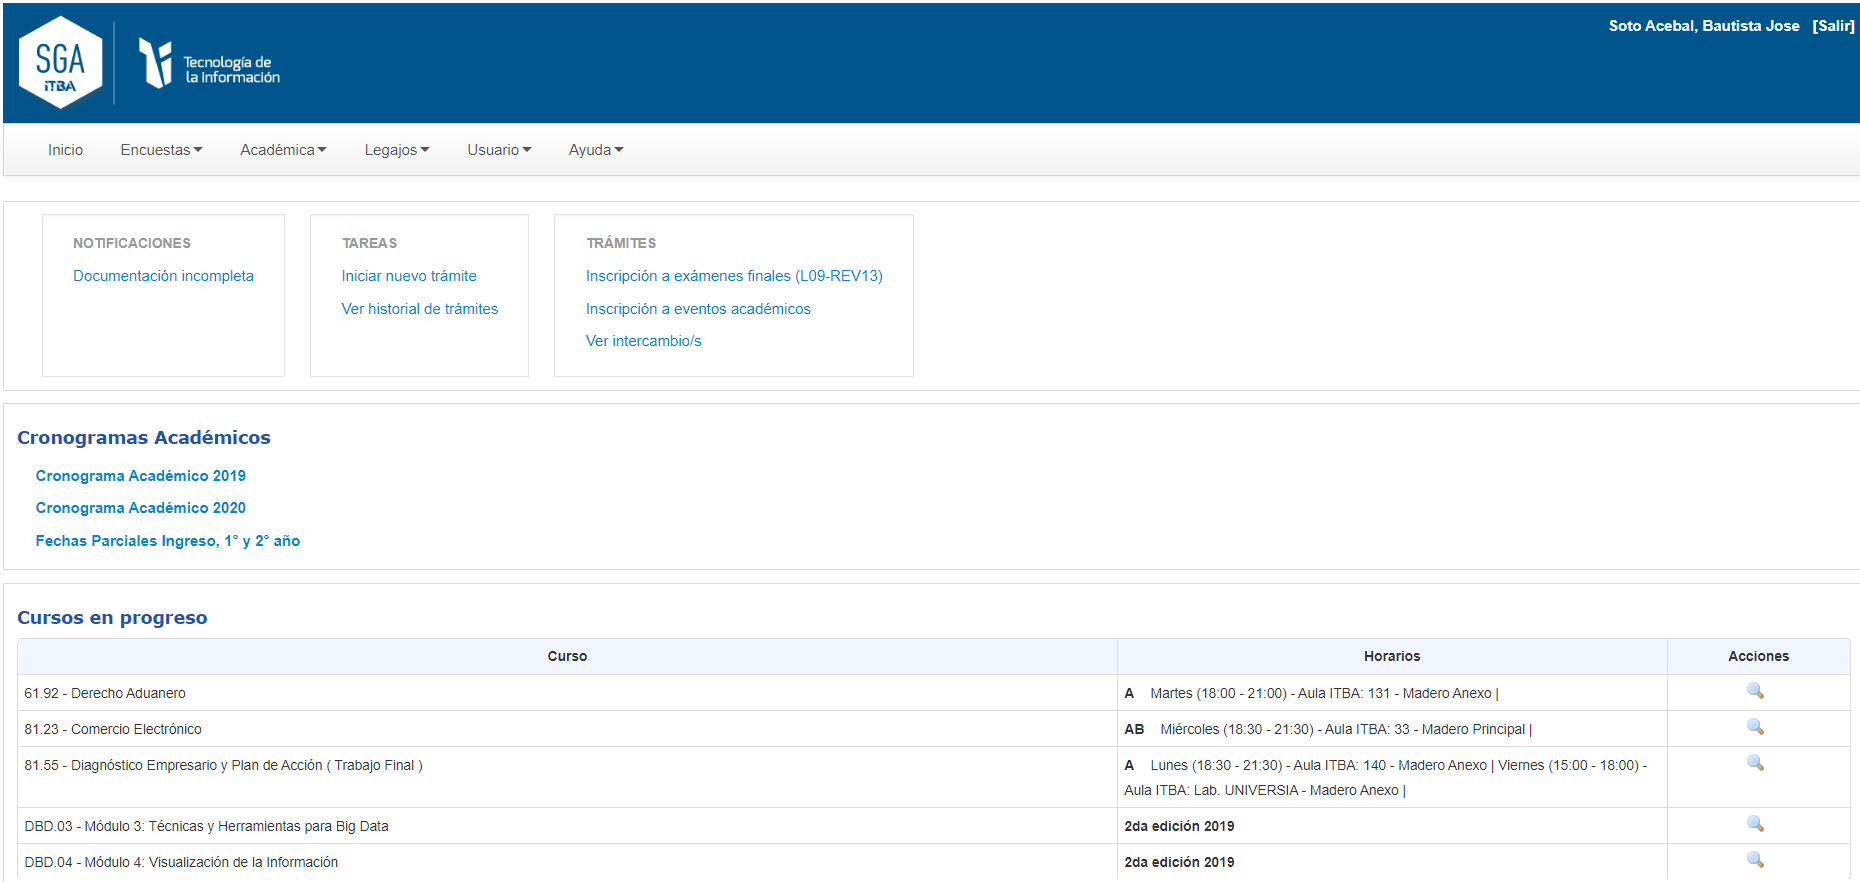 Soto Acebal, Bautista Jose [Salir]
SGA
iTBA
Tecnología de
la información
Inicio Encuestas Académica Legajos Usuario Ayuda
NOTIFICACIONES
Documentación incompleta
TAREAS
Iniciar nuevo trámite
Ver historial de trámites
TRÁMITES
Inscripción a exámenes finales (L09-REV13)
Inscripción a eventos académicos
Ver intercambio/s
Cronogramas Académicos
Cronograma Académico 2019
Cronograma Académico 2020
Fechas Parciales Ingreso, 1° y 2° año
Cursos en progreso
Curso Horarios Acciones
61.92 - Derecho Aduanero A Martes (18:00 - 21:00) - Aula ITBA: 131 - Madero Anexo |
81.23 - Comercio Electrónico AB Miércoles (18:30 - 21:30) - Aula ITBA: 33 - Madero Principal |
81.55 - Diagnóstico Empresario y Plan de Acción ( Trabajo Final ) A Lunes (18:30 - 21:30) - Aula ITBA: 140 - Madero Anexo | Viernes (15:00 - 18:00) -
Aula ITBA: Lab. UNIVERSIA - Madero Anexo |
DBD.03 - Módulo 3: Técnicas y Herramientas para Big Data 2da edición 2019
DBD.04 - Módulo 4: Visualización de la Información 2da edición 2019